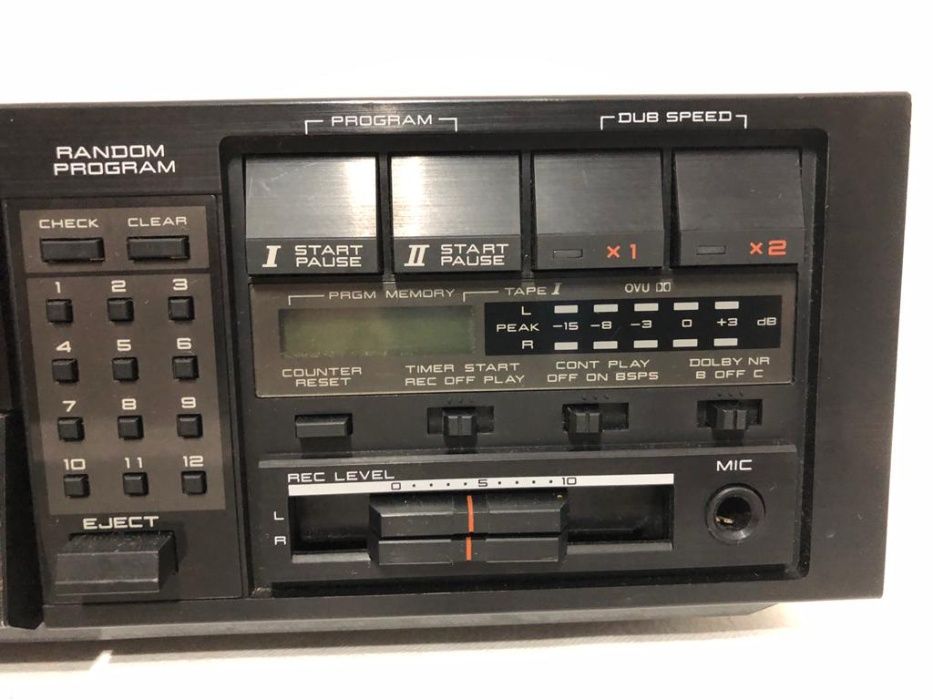 PROGRAM
DUB SPEED
RANDOM
PROGRAM
CHECK CLEAR
1 2 3
4 5 6
7 8 9
10 11 12
EJECT
I START
PAUSE
II START
PAUSE
x1
x2
PRGM MEMORY
TAPE I
OVU
L
PEAK -15 -8 -3 0 +3 dB
R
COUNTER
RESET
TIMER START
REC OFF PLAY
CONT PLAY
OFF ON BSPS
DOLBY NR
B OFF C
REC LEVEL
0 · · · · 5 · · · · 10
L
R
MIC